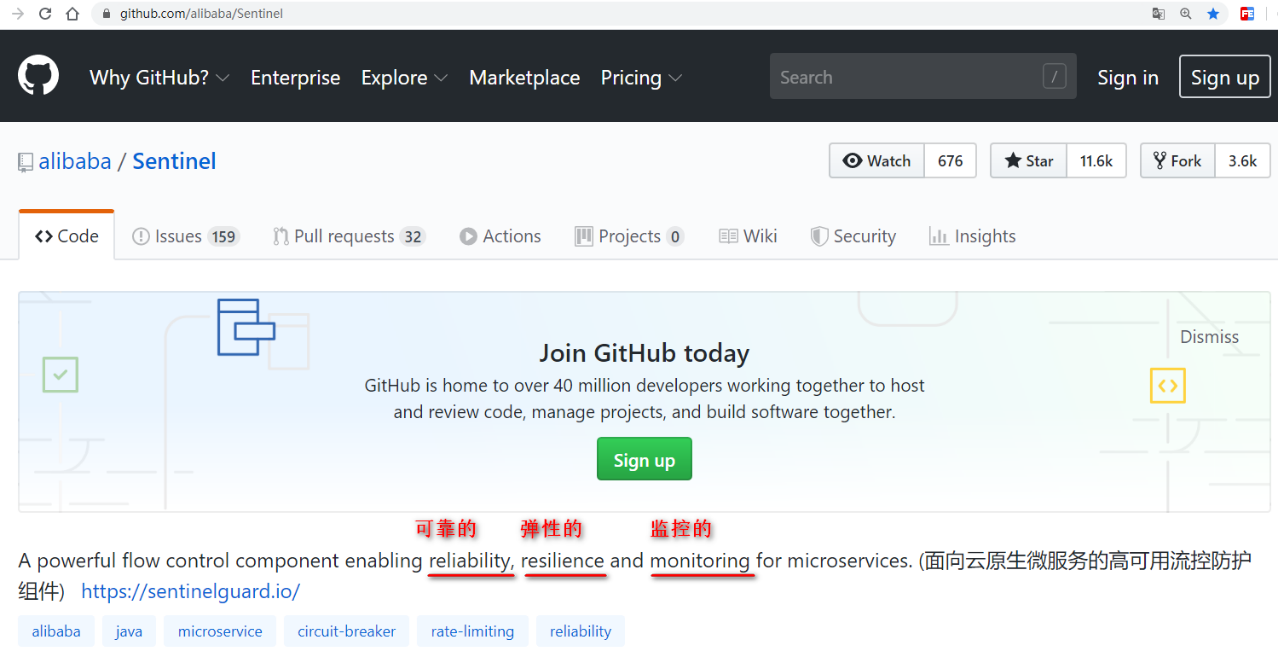 github.com/alibaba/Sentinel
Why GitHub? Enterprise Explore Marketplace Pricing Search / Sign in Sign up
alibaba / Sentinel Watch 676 Star 11.6k Fork 3.6k
Code Issues 159 Pull requests 32 Actions Projects 0 Wiki Security Insights
Dismiss
Join GitHub today
GitHub is home to over 40 million developers working together to host
and review code, manage projects, and build software together.
Sign up
可靠的 弹性的 监控的
A powerful flow control component enabling reliability, resilience and monitoring for microservices. (面向云原生微服务的高可用流控防护
组件) https://sentinelguard.io/
alibaba java microservice circuit-breaker rate-limiting reliability